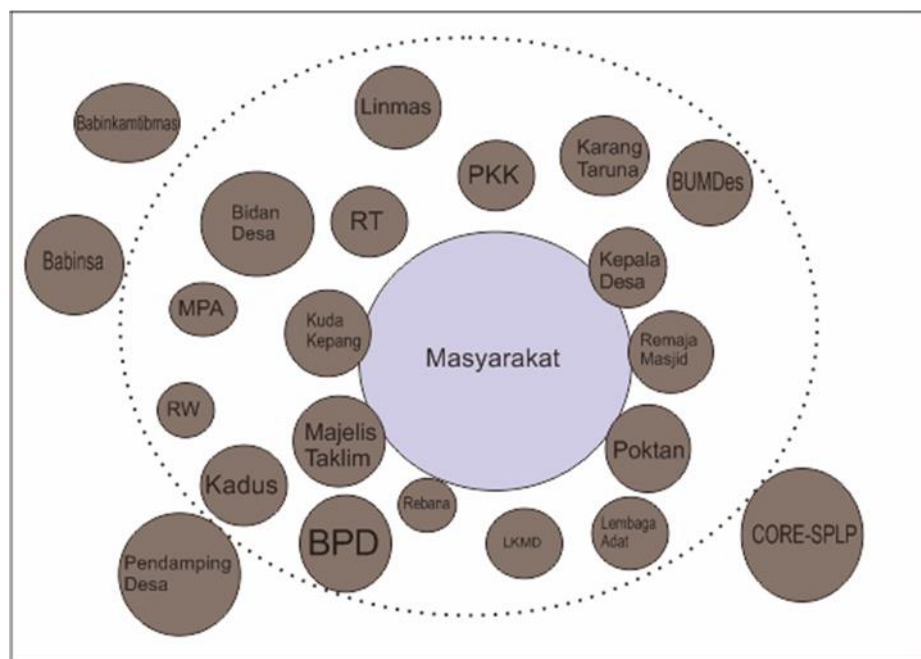 Linmas
Babinkamtibmas
Karang
Taruna
PKK
BUMDes
Bidan
Desa
RT
Babinsa
Kepala
Desa
MPA
Kuda
Kepang
Remaja
Masjid
Masyarakat
RW
Majelis
Taklim
Poktan
Kadus
Rebana
Lembaga
Adat
CORE-SPLP
BPD
LKMD
Pendamping
Desa